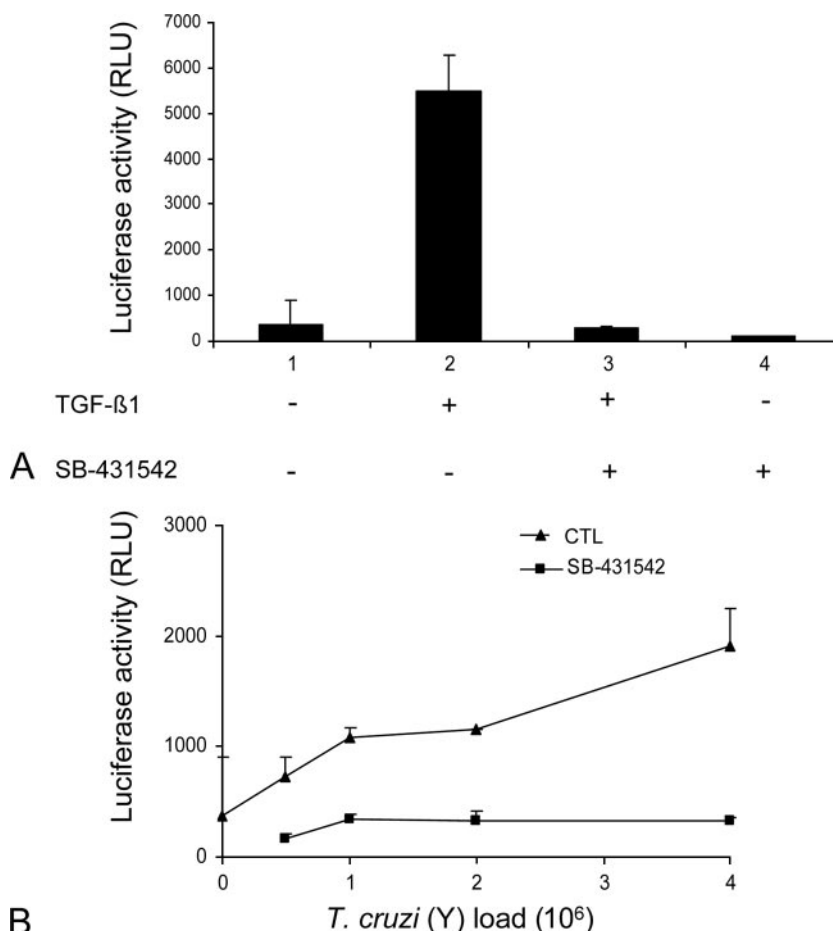 Luciferase activity (RLU)
7000
6000
5000
4000
3000
2000
1000
0
1 2 3 4
TGF-ß1 - + + -
A SB-431542 - - + +
Luciferase activity (RLU)
3000
2000
1000
0
CTL
SB-431542
0 1 2 3 4
B T. cruzi (Y) load (10⁶)